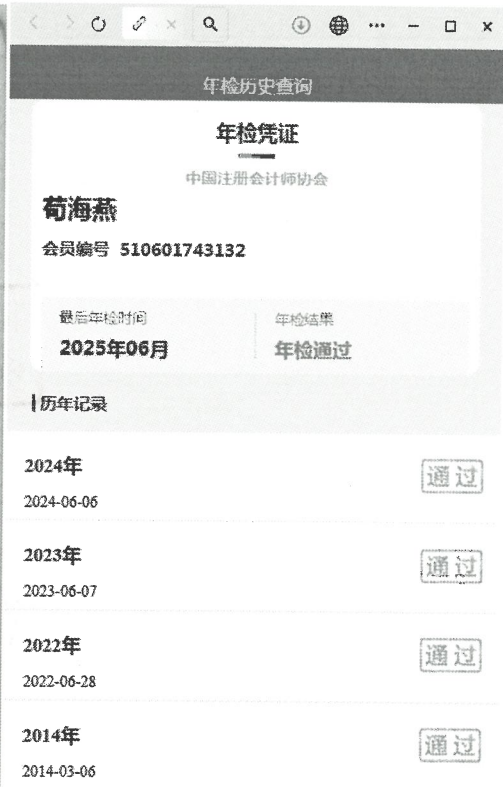 年检历史查询
年检凭证
中国注册会计师协会
荀海燕
会员编号 510601743132
最后年检时间
年检结果
2025年06月
年检通过
历年记录
2024年
通过
2024-06-06
2023年
通过
2023-06-07
2022年
通过
2022-06-28
2014年
通过
2014-03-06